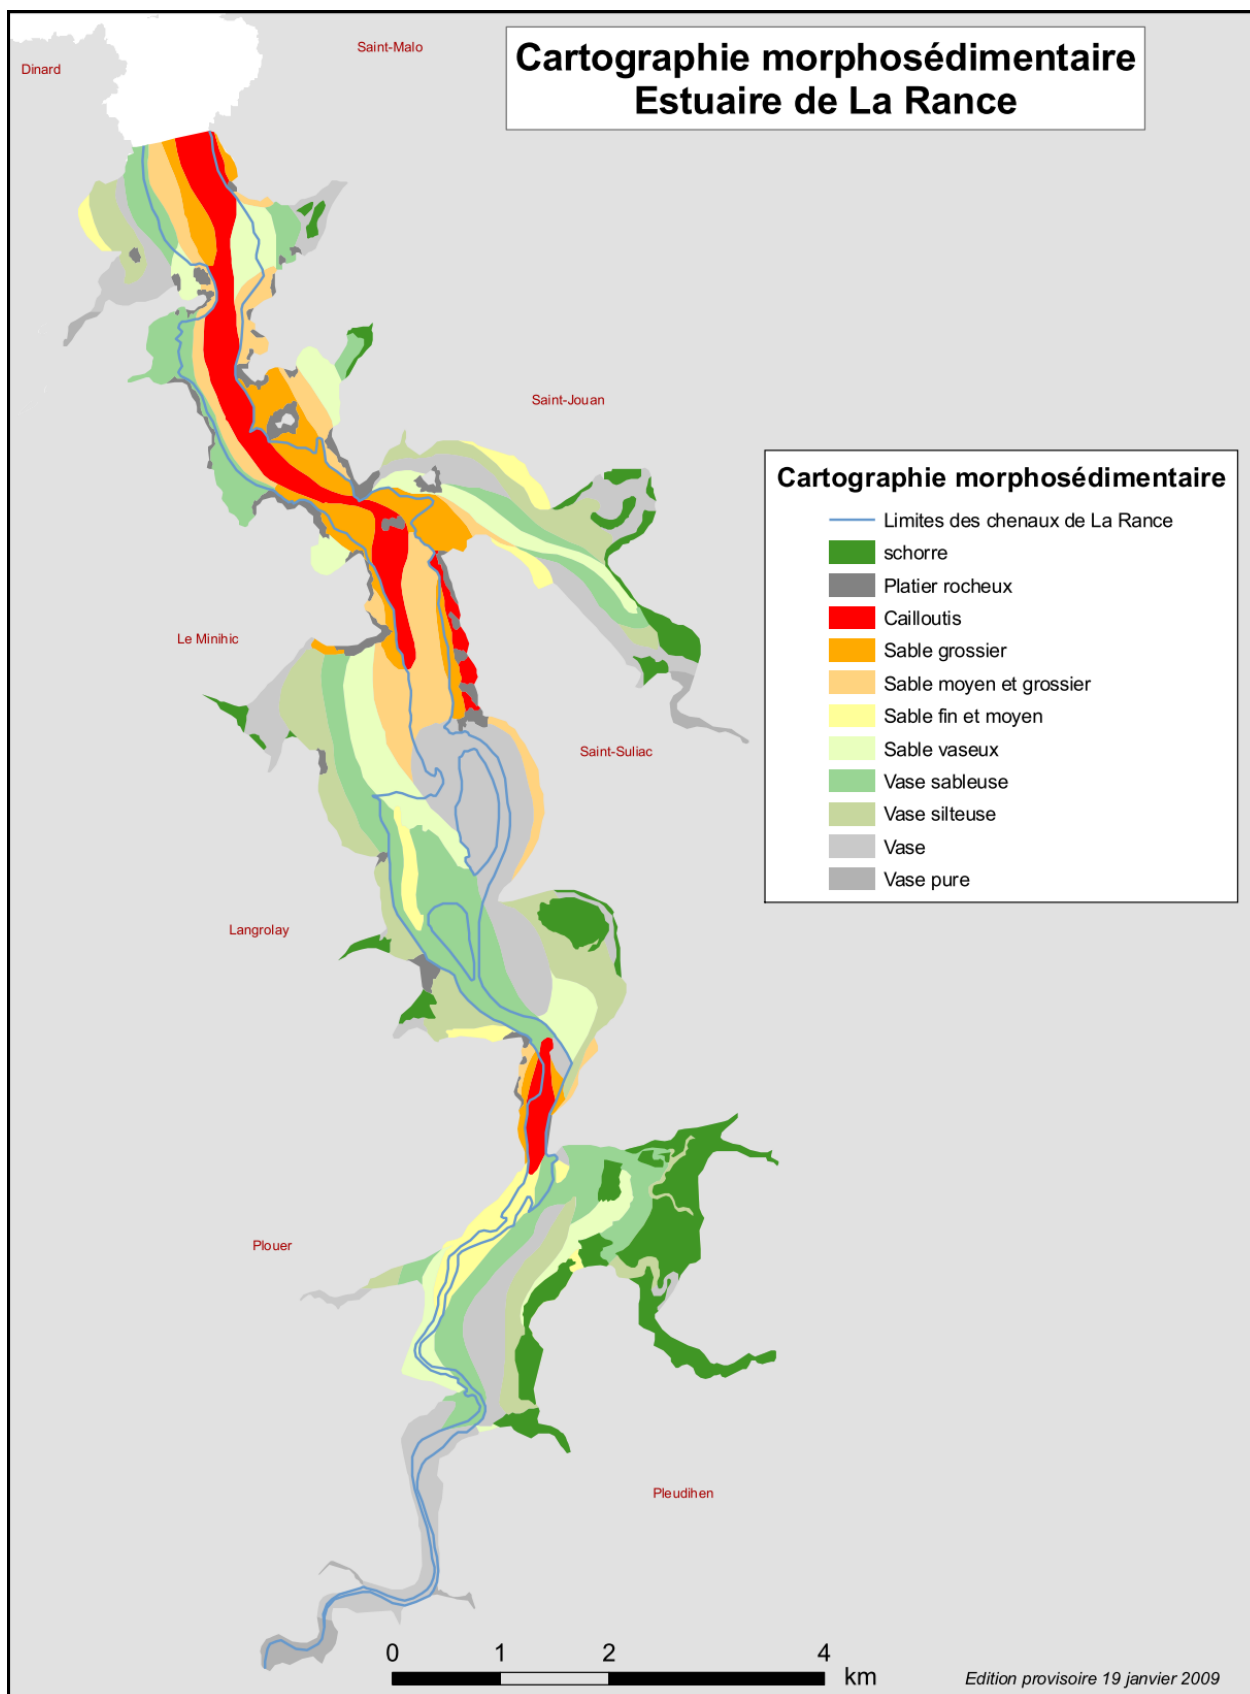 Cartographie morphosédimentaire
Estuaire de La Rance
Saint-Malo
Dinard
Saint-Jouan
Cartographie morphosédimentaire
Limites des chenaux de La Rance
schorre
Platier rocheux
Cailloutis
Sable grossier
Sable moyen et grossier
Sable fin et moyen
Sable vaseux
Vase sableuse
Vase silteuse
Vase
Vase pure
Le Minihic
Saint-Suliac
Langrolay
Plouer
Pleudihen
0 1 2 4
km
Edition provisoire 19 janvier 2009